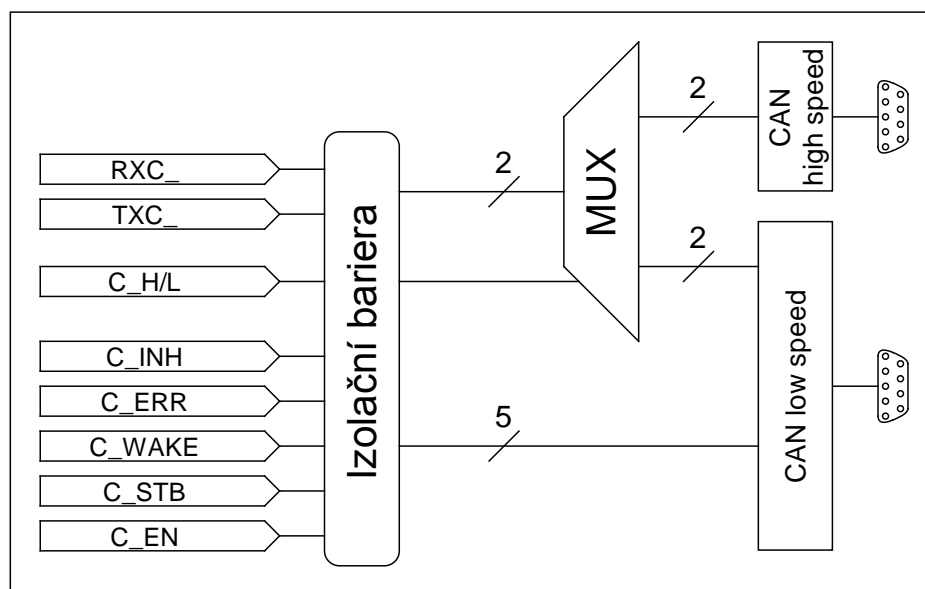 RXC_
TXC_
C_H/L
C_INH
C_ERR
C_WAKE
C_STB
C_EN
Izolační bariera
2
5
MUX
2
2
CAN
high speed
CAN low speed